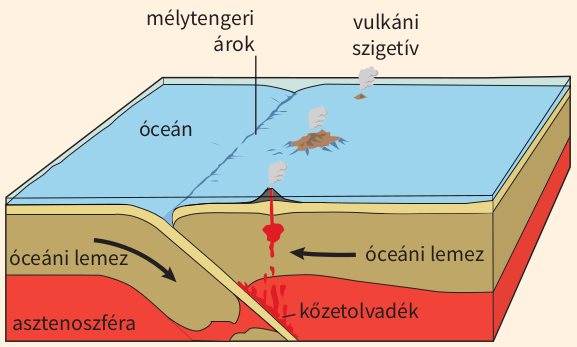 mélytengeri
árok
vulkáni
szigetív
óceán
óceáni lemez
óceáni lemez
asztenoszféra
kőzetolvadék